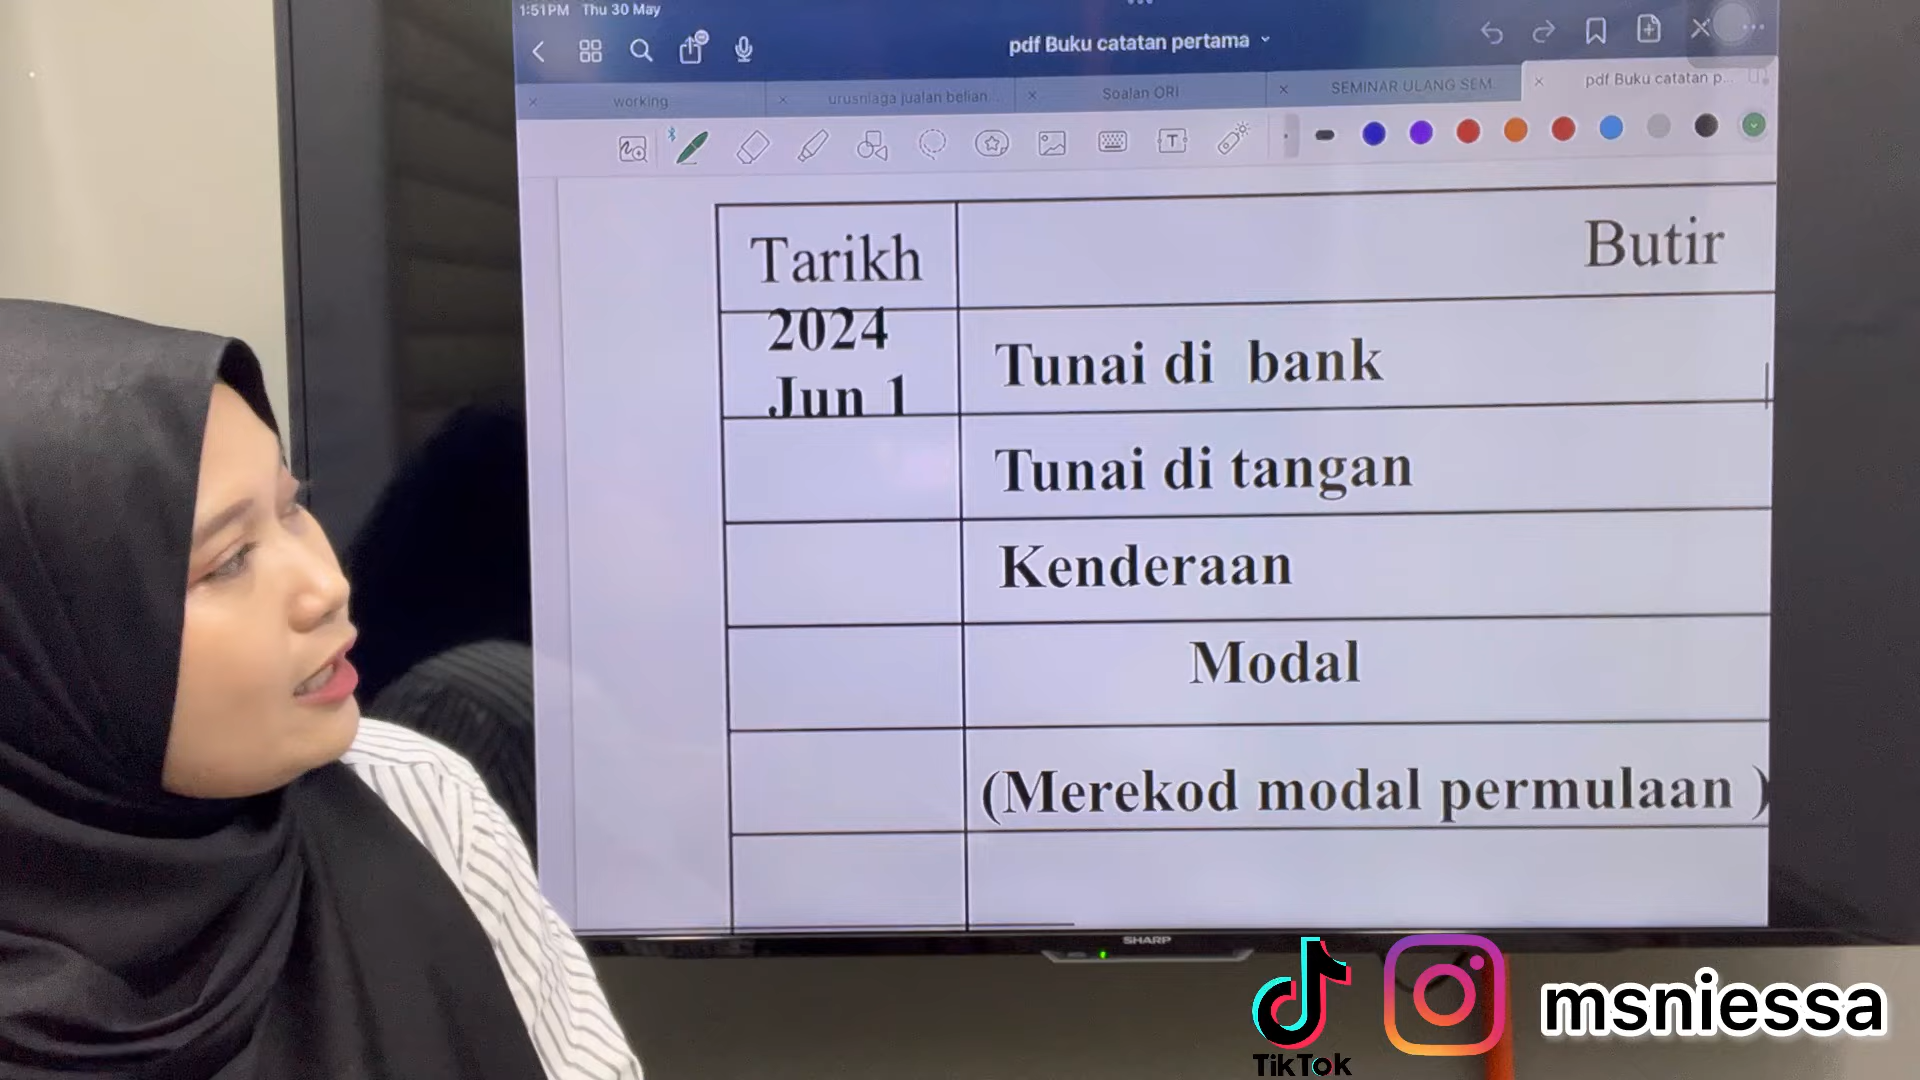 1:51PM Thu 30 May
pdf Buku catatan pertama
working
urusniaga jualan belian ...
Soalan ORI
SEMINAR ULANG SEM
pdf Buku catatan p...
T
Tarikh
Butir
2024
Jun 1
Tunai di bank
Tunai di tangan
Kenderaan
Modal
(Merekod modal permulaan )
SHARP
TikTok
msniessa